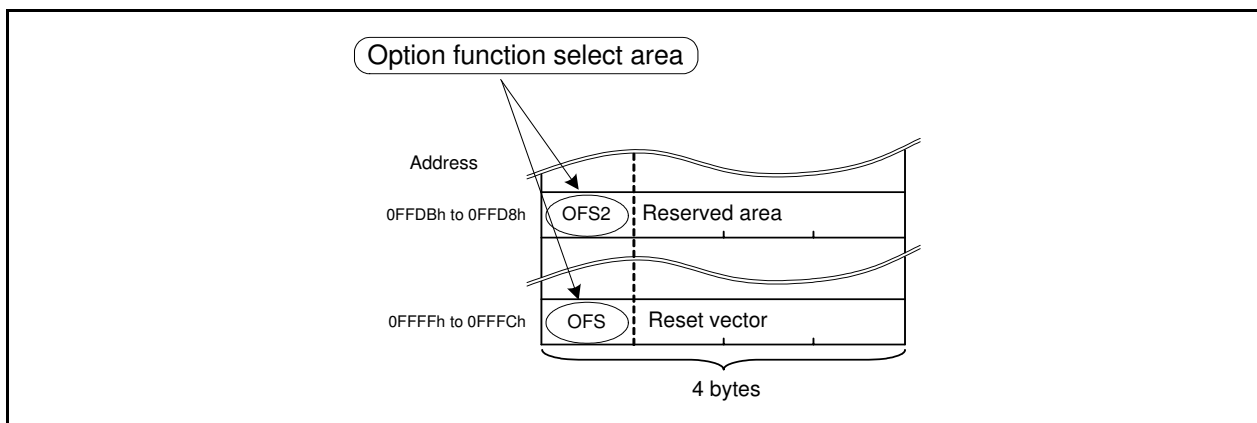 Option function select area
Address
0FFDBh to 0FFD8h
OFS2
Reserved area
0FFFFh to 0FFFCh
OFS
Reset vector
4 bytes